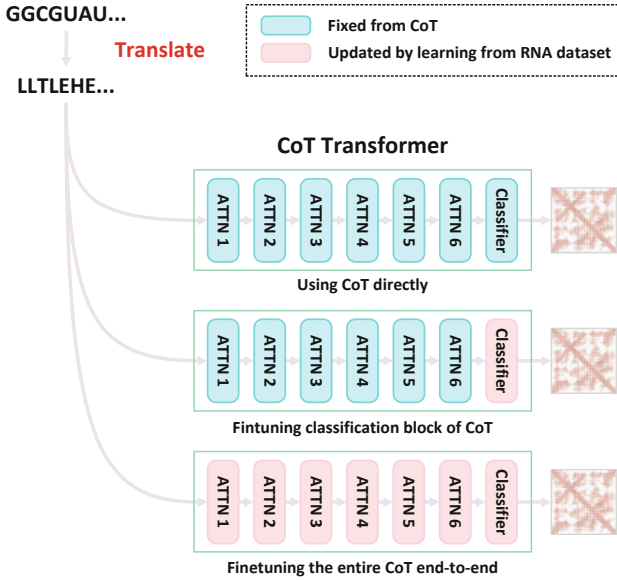 GGCGUAU...
Translate
LLTLEHE...
Fixed from CoT
Updated by learning from RNA dataset
CoT Transformer
ATTN 1
ATTN 2
ATTN 3
ATTN 4
ATTN 5
ATTN 6
Classifier
Using CoT directly
ATTN 1
ATTN 2
ATTN 3
ATTN 4
ATTN 5
ATTN 6
Classifier
Fintuning classification block of CoT
ATTN 1
ATTN 2
ATTN 3
ATTN 4
ATTN 5
ATTN 6
Classifier
Finetuning the entire CoT end-to-end